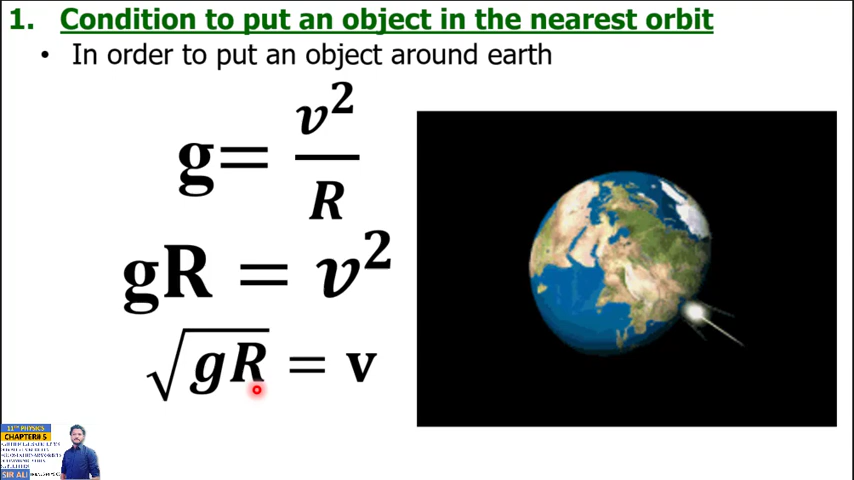 1. Condition to put an object in the nearest orbit
• In order to put an object around earth
g= v²/R
gR = v²
√gR = v
11TH PHYSICS
CHAPTER# 5
SIR ALI